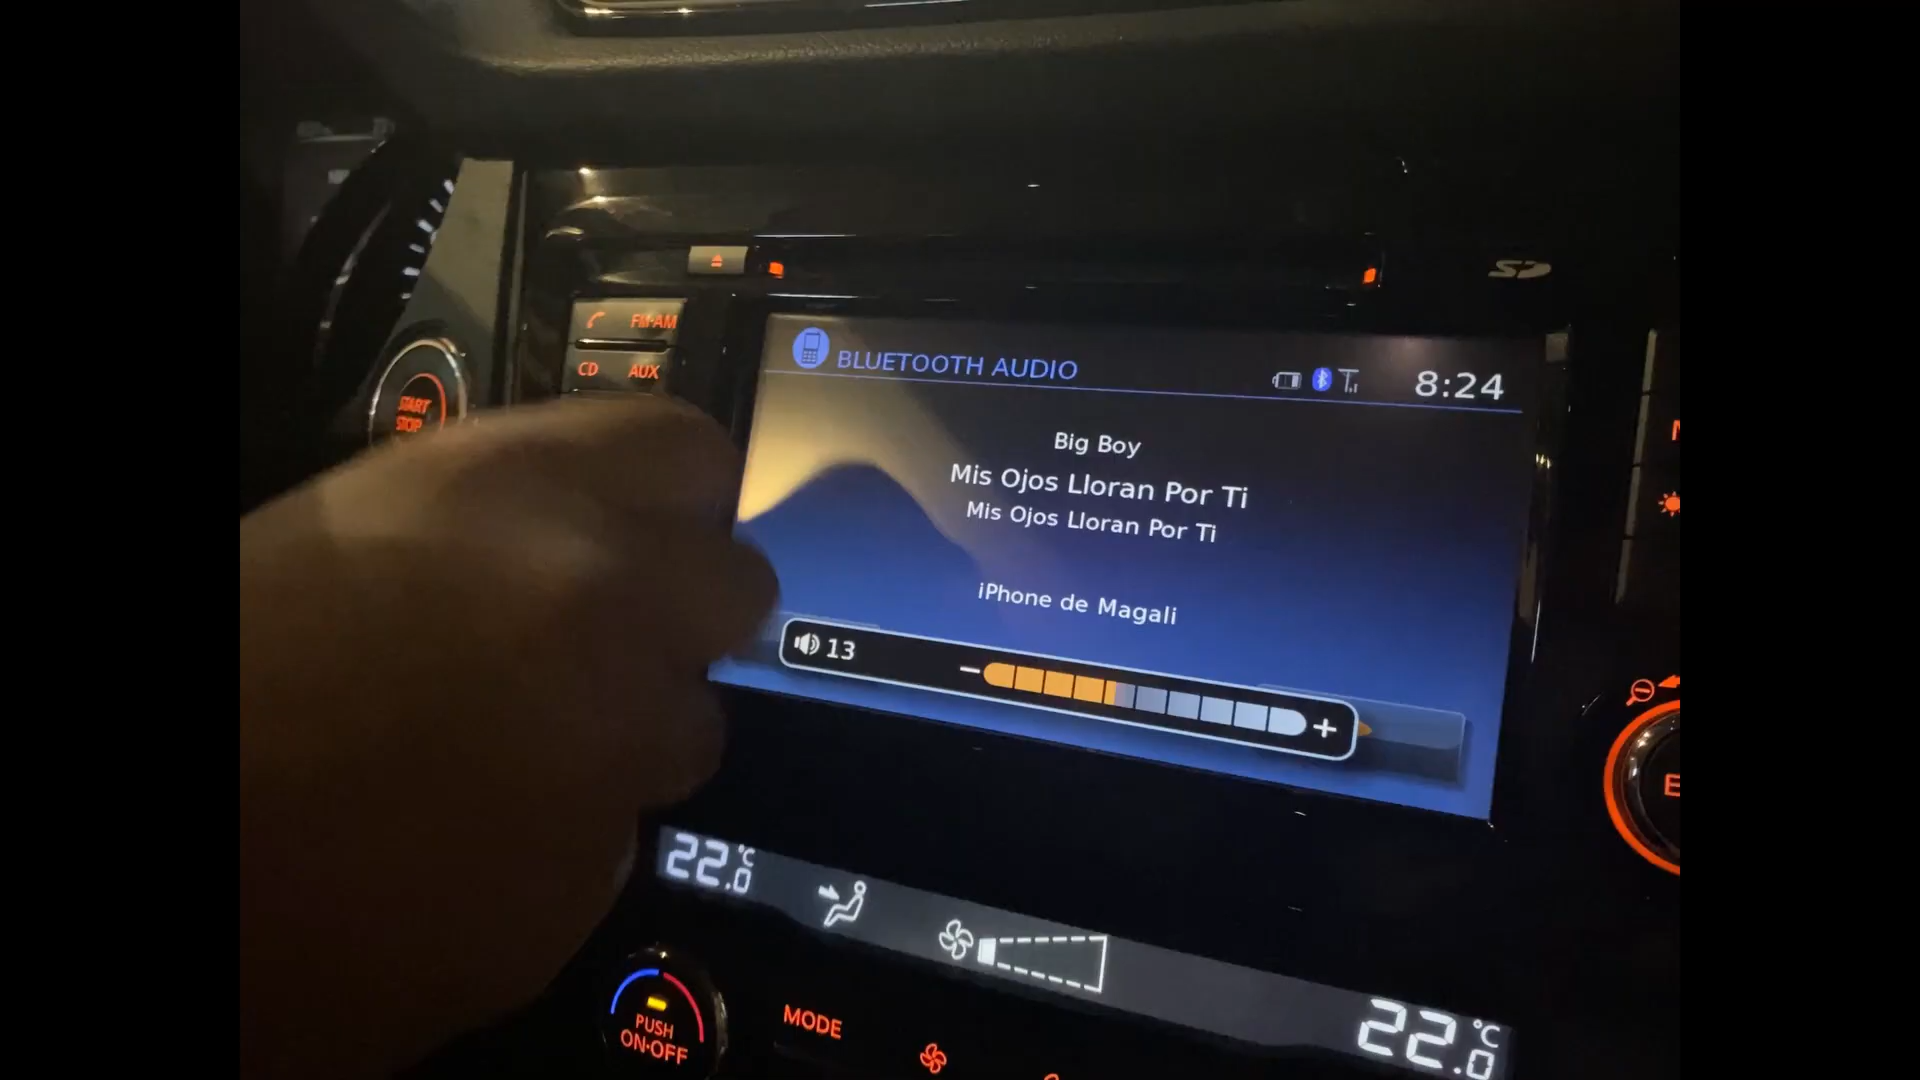 FM·AM
CD
AUX
START
STOP
BLUETOOTH AUDIO
8:24
Big Boy
Mis Ojos Lloran Por Ti
Mis Ojos Lloran Por Ti
iPhone de Magali
13
22.0 °C
22.0 °C
PUSH
ON·OFF
MODE